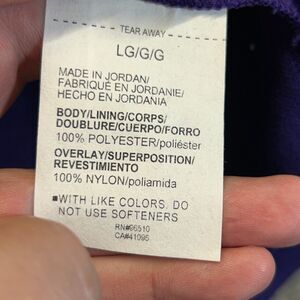 TEAR AWAY
LG/G/G
MADE IN JORDAN/
FABRIQUÉ EN JORDANIE/
HECHO EN JORDANIA
BODY/LINING/CORPS/
DOUBLURE/CUERPO/FORRO
100% POLYESTER/poliéster
OVERLAY/SUPERPOSITION/
REVESTIMIENTO
100% NYLON/poliamida
■WITH LIKE COLORS, DO
NOT USE SOFTENERS
RN#96510
CA#41095